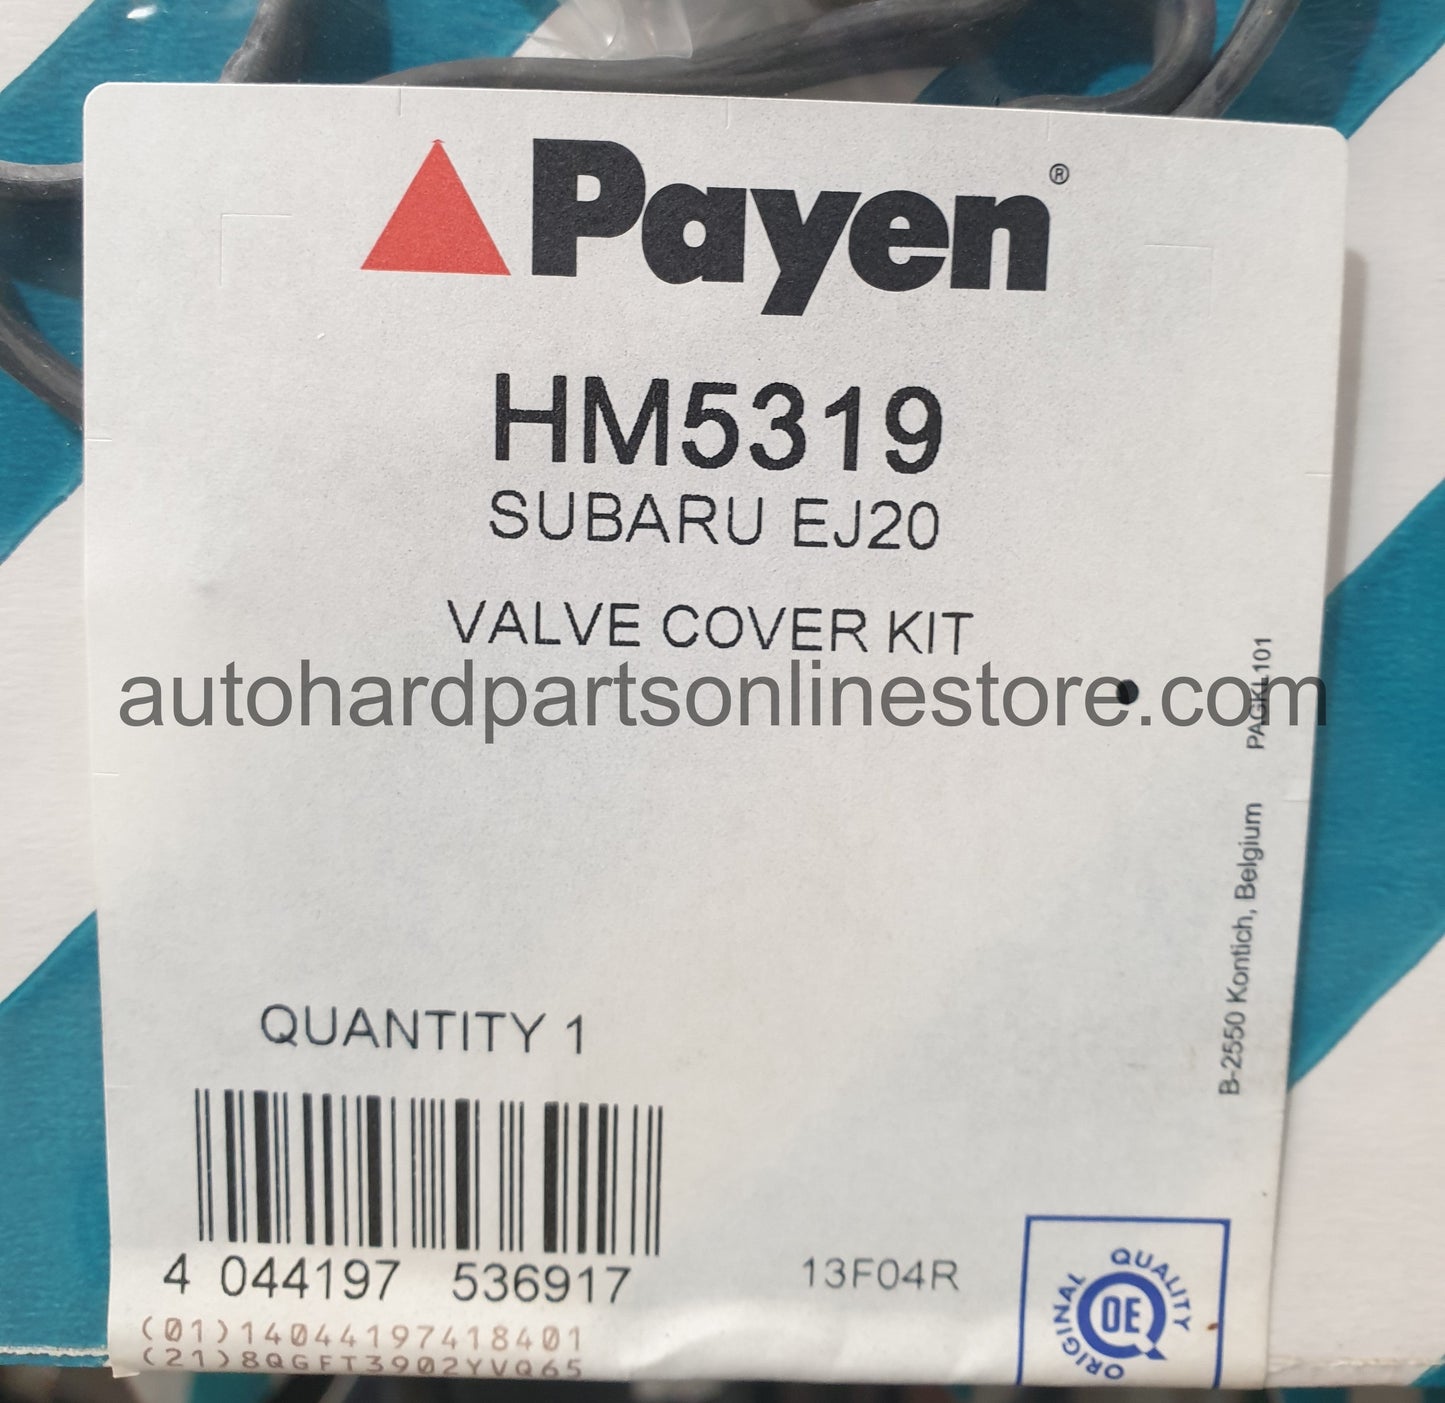 Payen®
HM5319
SUBARU EJ20
VALVE COVER KIT
autohardpartsonlinestore.com
PAGKL101
B-2550 Kontich, Belgium
QUANTITY 1
4 044197 536917
13F04R
(01)14044197418401
(21)8QGFT3902YVQ65
ORIGINAL QUALITY
OE